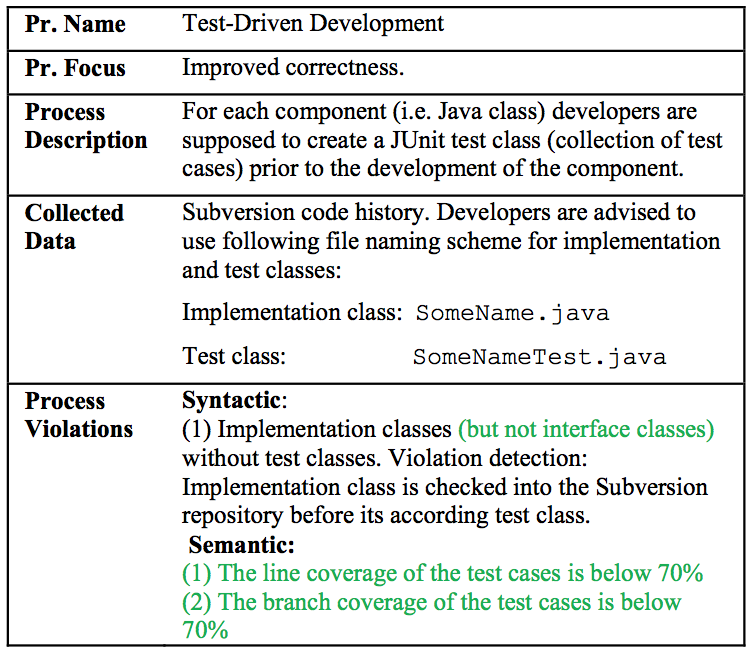 Pr. Name Test-Driven Development
Pr. Focus Improved correctness.
Process Description For each component (i.e. Java class) developers are
supposed to create a JUnit test class (collection of test
cases) prior to the development of the component.
Collected Data Subversion code history. Developers are advised to
use following file naming scheme for implementation
and test classes:
Implementation class: SomeName.java
Test class: SomeNameTest.java
Process Violations Syntactic:
(1) Implementation classes (but not interface classes)
without test classes. Violation detection:
Implementation class is checked into the Subversion
repository before its according test class.
Semantic:
(1) The line coverage of the test cases is below 70%
(2) The branch coverage of the test cases is below
70%